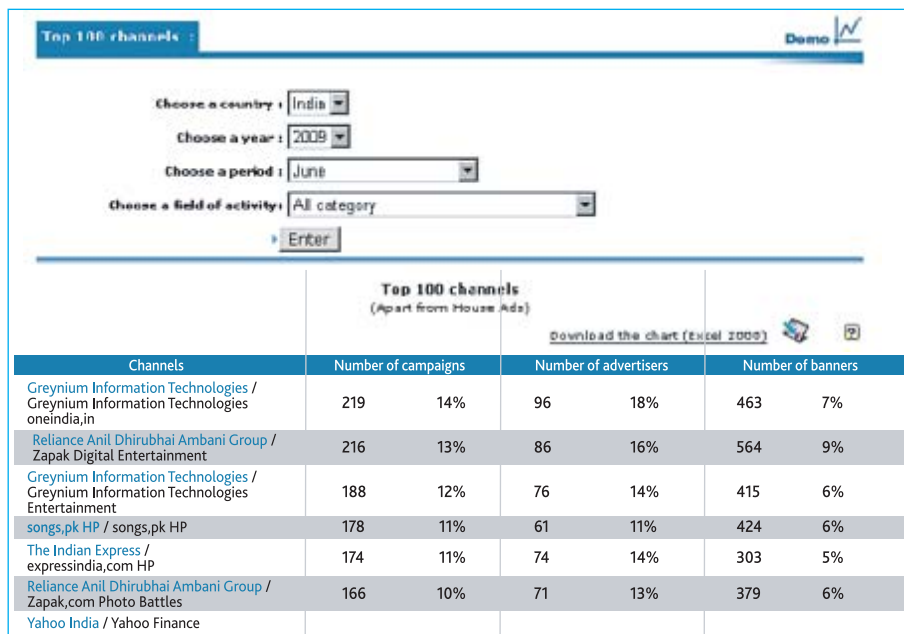 Top 100 channels :
Demo
Choose a country : India
Choose a year : 2009
Choose a period : June
Choose a field of activity: All category
Enter
Top 100 channels
(Apart from House Ads)
Download the chart (Excel 2000)
?
Channels Number of campaigns Number of advertisers Number of banners
Greynium Information Technologies /
Greynium Information Technologies
oneindia,in
219 14% 96 18% 463 7%
Reliance Anil Dhirubhai Ambani Group /
Zapak Digital Entertainment
216 13% 86 16% 564 9%
Greynium Information Technologies /
Greynium Information Technologies
Entertainment
188 12% 76 14% 415 6%
songs,pk HP / songs,pk HP 178 11% 61 11% 424 6%
The Indian Express /
expressindia,com HP
174 11% 74 14% 303 5%
Reliance Anil Dhirubhai Ambani Group /
Zapak,com Photo Battles
166 10% 71 13% 379 6%
Yahoo India / Yahoo Finance